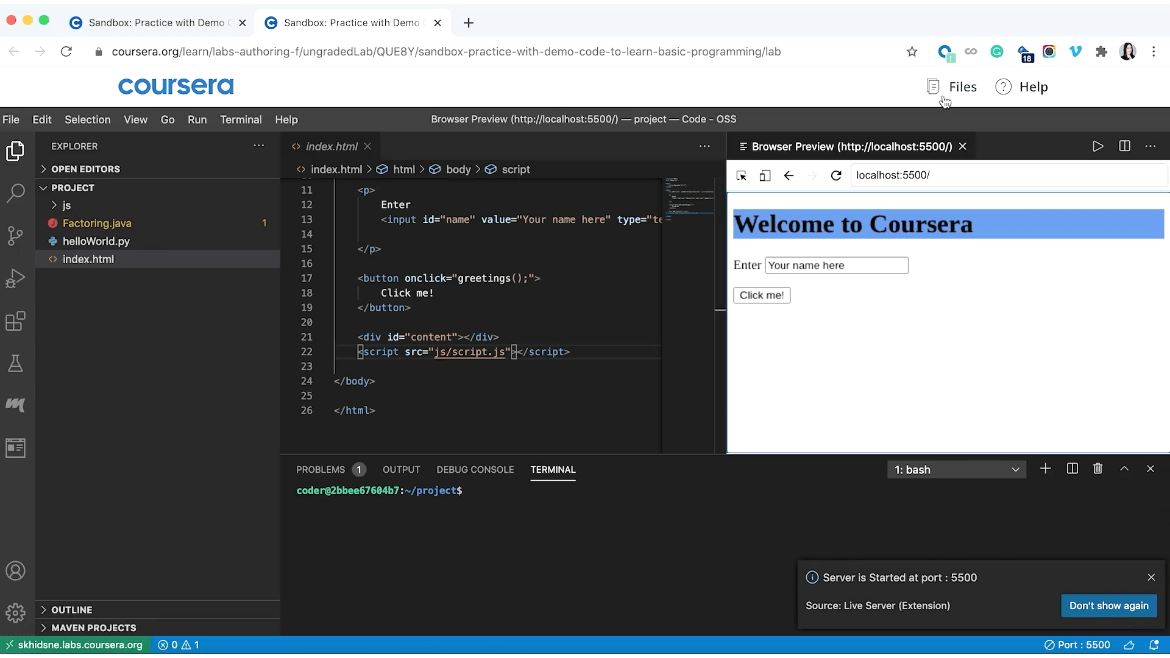 Sandbox: Practice with Demo C
Sandbox: Practice with Demo
coursera.org/learn/labs-authoring-f/ungradedLab/QUE8Y/sandbox-practice-with-demo-code-to-learn-basic-programming/lab
1
18
coursera
Files
Help
File Edit Selection View Go Run Terminal Help
Browser Preview (http://localhost:5500/) — project — Code - OSS
EXPLORER
OPEN EDITORS
PROJECT
js
Factoring.java 1
helloWorld.py
index.html
OUTLINE
MAVEN PROJECTS
index.html
index.html > html > body > script
11 <p>
12 Enter
13 <input id="name" value="Your name here" type="te
14
15 </p>
16
17 <button onclick="greetings();">
18 Click me!
19 </button>
20
21 <div id="content"></div>
22 <script src="js/script.js"></script>
23
24 </body>
25
26 </html>
Browser Preview (http://localhost:5500/)
localhost:5500/
Welcome to Coursera
Enter Your name here
Click me!
PROBLEMS 1 OUTPUT DEBUG CONSOLE TERMINAL
1: bash
coder@2bbee67604b7:~/project$
Server is Started at port : 5500
Source: Live Server (Extension)
Don't show again
skhidsne.labs.coursera.org 0 1
Port : 5500